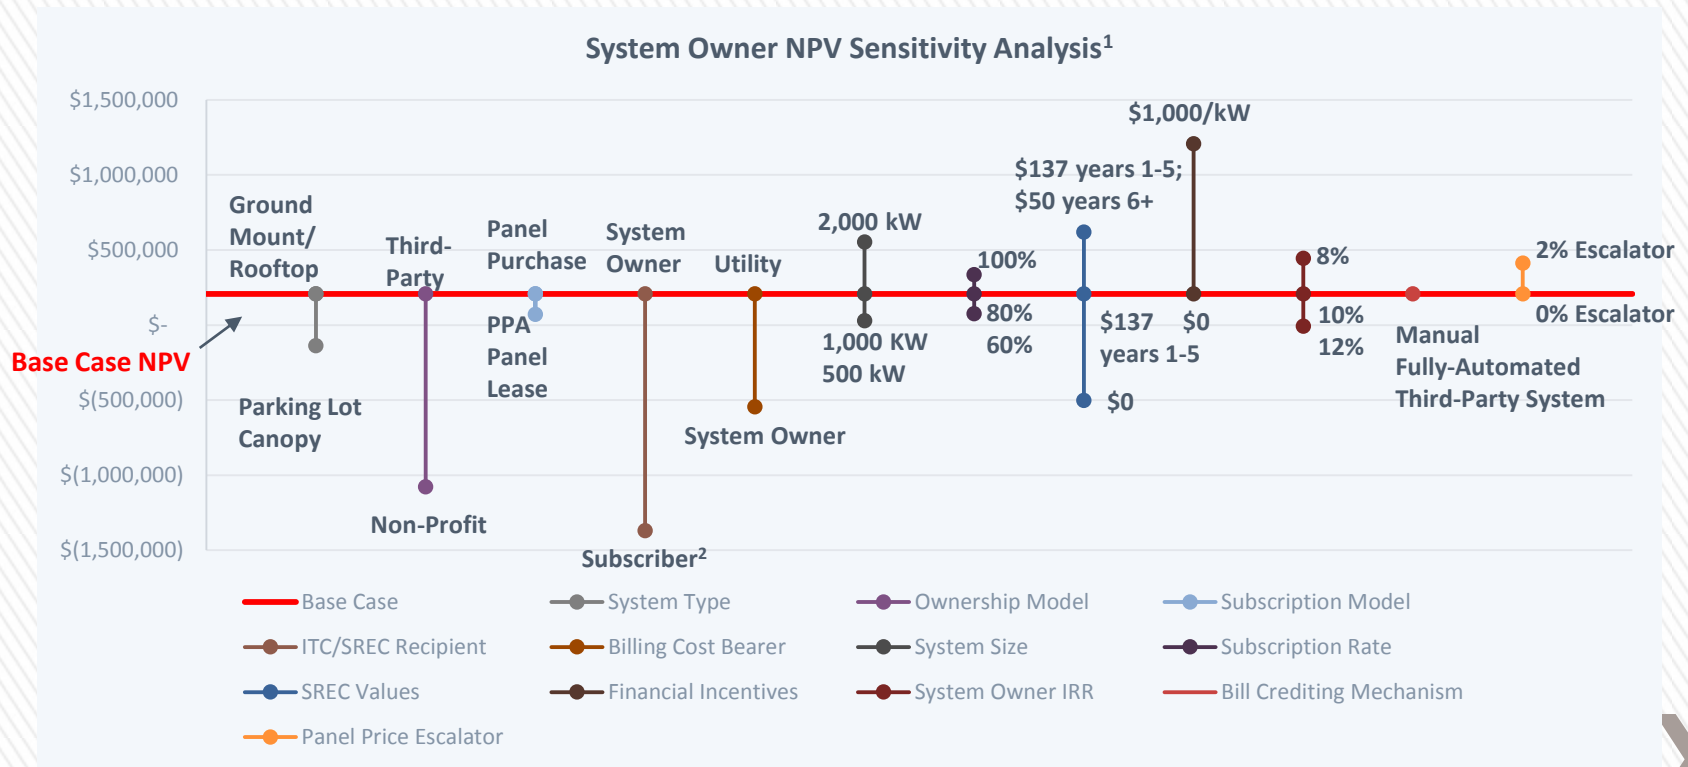 System Owner NPV Sensitivity Analysis1
$1,500,000
$1,000,000
$500,000
$-
$(500,000)
$(1,000,000)
$(1,500,000)
Base Case NPV
Ground
Mount/
Rooftop
Parking Lot
Canopy
Third-
Party
Non-Profit
Panel
Purchase
PPA
Panel
Lease
System
Owner
Subscriber2
Utility
System Owner
2,000 kW
1,000 KW
500 kW
100%
80%
60%
$137 years 1-5;
$50 years 6+
$137
years 1-5
$0
$1,000/kW
$0
8%
10%
12%
Manual
Fully-Automated
Third-Party System
2% Escalator
0% Escalator
Base Case
System Type
Ownership Model
Subscription Model
ITC/SREC Recipient
Billing Cost Bearer
System Size
Subscription Rate
SREC Values
Financial Incentives
System Owner IRR
Bill Crediting Mechanism
Panel Price Escalator